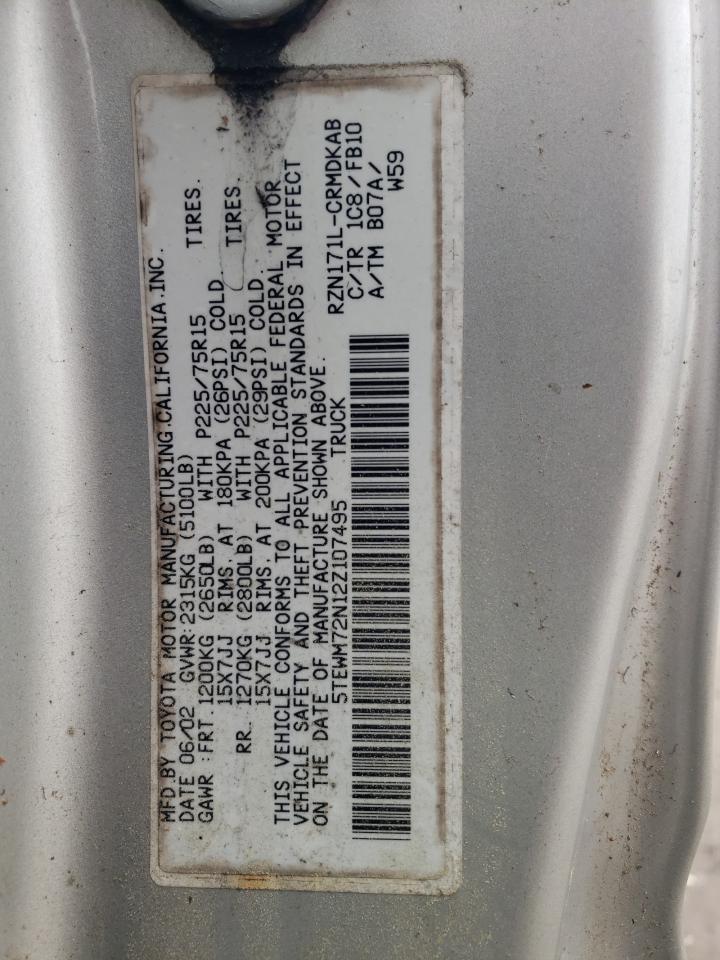 MFD.BY TOYOTA MOTOR MANUFACTURING.CALIFORNIA.INC.
DATE 06/02 GVWR:2315KG (5100LB)
GAWR :FRT.1200KG (2650LB) WITH P225/75R15 TIRES.
15X7JJ RIMS. AT 180KPA (26PSI) COLD.
RR. 1270KG (2800LB) WITH P225/75R15 TIRES.
15X7JJ RIMS. AT 200KPA (29PSI) COLD.
THIS VEHICLE CONFORMS TO ALL APPLICABLE FEDERAL MOTOR
VEHICLE SAFETY AND THEFT PREVENTION STANDARDS IN EFFECT
ON THE DATE OF MANUFACTURE SHOWN ABOVE.
5TEWM72N12Z107495 TRUCK
RZN171L-CRMDKAB
C/TR 1C8/FB10
A/TM B07A/
W59